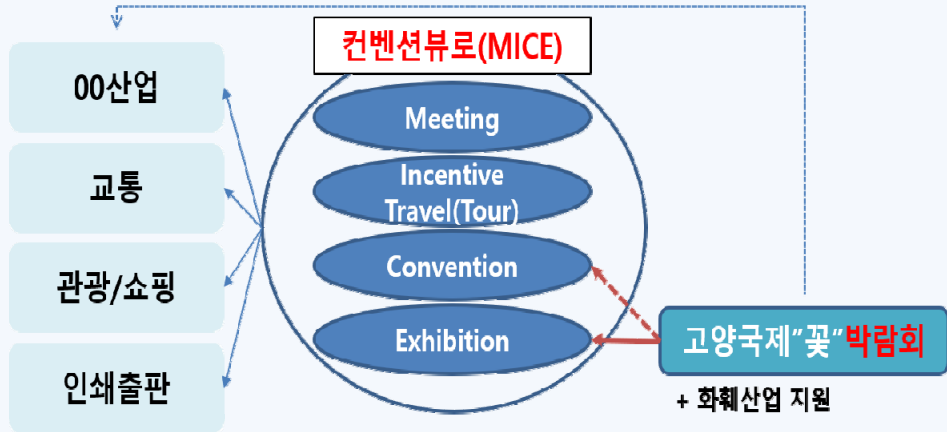 컨벤션뷰로(MICE)
00산업
교통
관광/쇼핑
인쇄출판
Meeting
Incentive
Travel(Tour)
Convention
Exhibition
고양국제"꽃"박람회
+ 화훼산업 지원